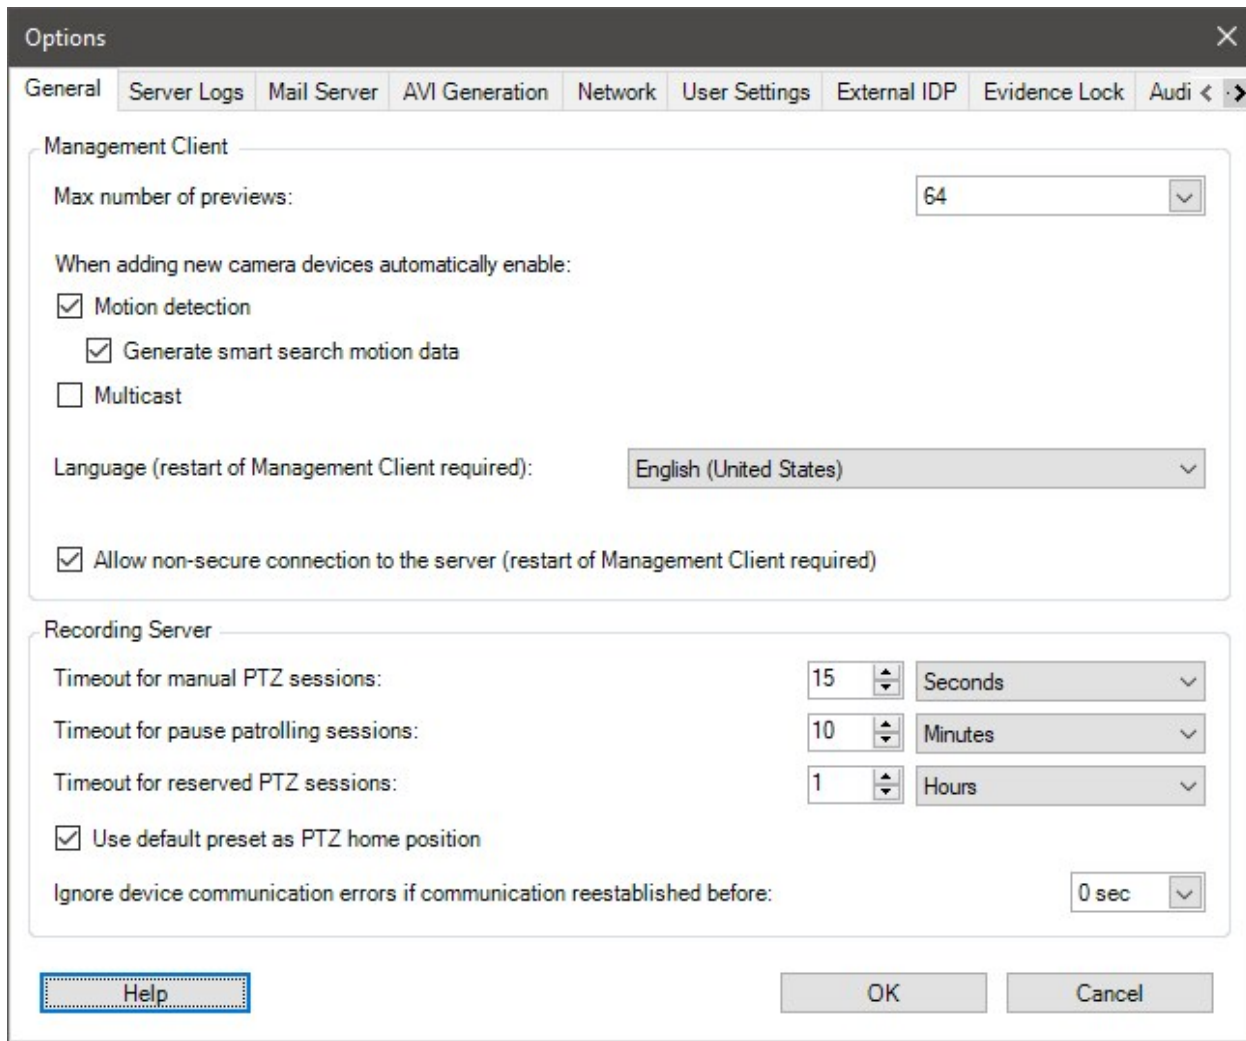 Options
General Server Logs Mail Server AVI Generation Network User Settings External IDP Evidence Lock Audi
Management Client
Max number of previews: 64
When adding new camera devices automatically enable:
Motion detection
Generate smart search motion data
Multicast
Language (restart of Management Client required): English (United States)
Allow non-secure connection to the server (restart of Management Client required)
Recording Server
Timeout for manual PTZ sessions: 15 Seconds
Timeout for pause patrolling sessions: 10 Minutes
Timeout for reserved PTZ sessions: 1 Hours
Use default preset as PTZ home position
Ignore device communication errors if communication reestablished before: 0 sec
Help OK Cancel